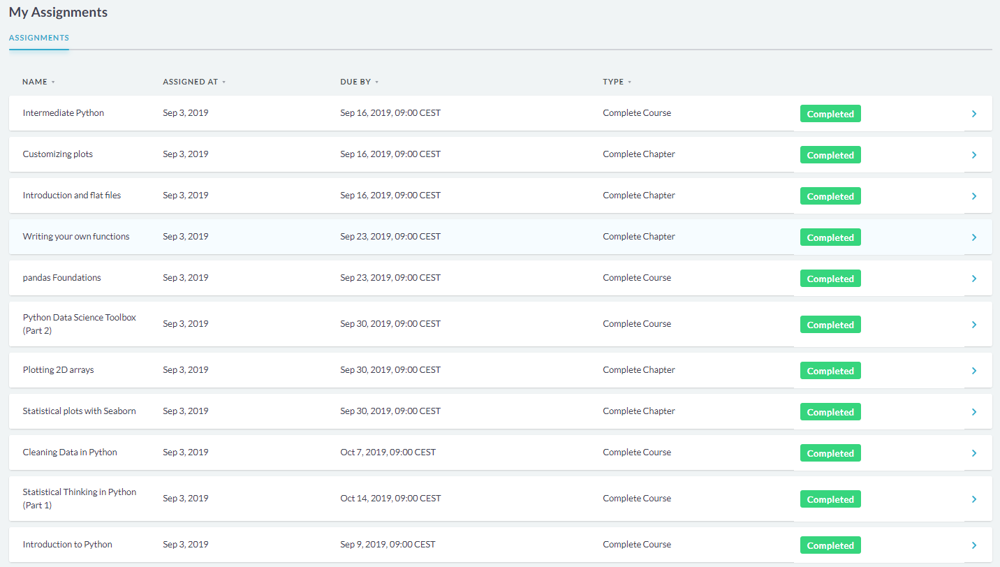 My Assignments
ASSIGNMENTS
NAME ASSIGNED AT DUE BY TYPE
Intermediate Python Sep 3, 2019 Sep 16, 2019, 09:00 CEST Complete Course Completed
Customizing plots Sep 3, 2019 Sep 16, 2019, 09:00 CEST Complete Chapter Completed
Introduction and flat files Sep 3, 2019 Sep 16, 2019, 09:00 CEST Complete Chapter Completed
Writing your own functions Sep 3, 2019 Sep 23, 2019, 09:00 CEST Complete Chapter Completed
pandas Foundations Sep 3, 2019 Sep 23, 2019, 09:00 CEST Complete Course Completed
Python Data Science Toolbox
(Part 2) Sep 3, 2019 Sep 30, 2019, 09:00 CEST Complete Course Completed
Plotting 2D arrays Sep 3, 2019 Sep 30, 2019, 09:00 CEST Complete Chapter Completed
Statistical plots with Seaborn Sep 3, 2019 Sep 30, 2019, 09:00 CEST Complete Chapter Completed
Cleaning Data in Python Sep 3, 2019 Oct 7, 2019, 09:00 CEST Complete Course Completed
Statistical Thinking in Python
(Part 1) Sep 3, 2019 Oct 14, 2019, 09:00 CEST Complete Course Completed
Introduction to Python Sep 3, 2019 Sep 9, 2019, 09:00 CEST Complete Course Completed